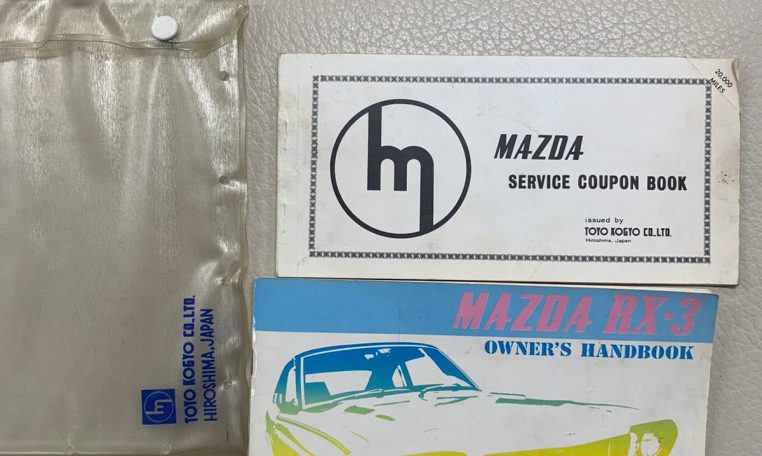 20,000
MILES
MAZDA
SERVICE COUPON BOOK
issued by
TOYO KOGYO CO.,LTD.
Hiroshima, Japan
MAZDA RX-3
OWNER'S HANDBOOK
TOYO KOGYO CO.,LTD.
HIROSHIMA, JAPAN